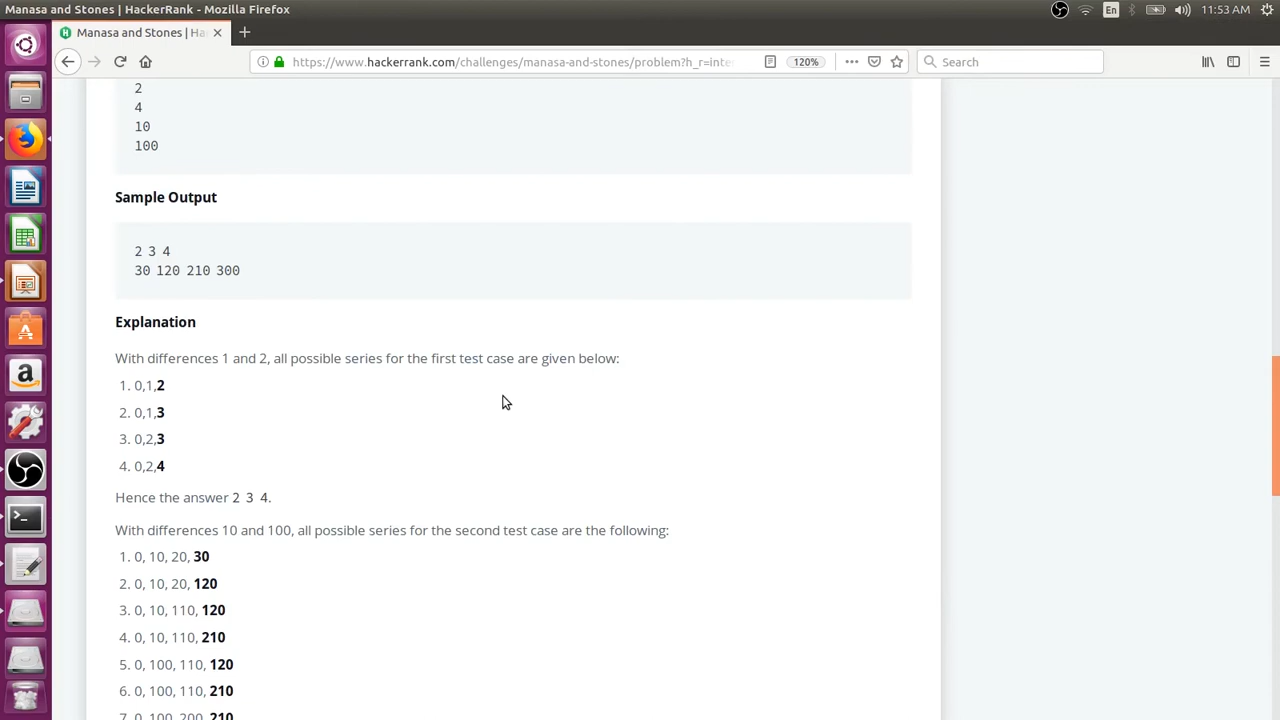 Manasa and Stones | HackerRank - Mozilla Firefox
En
11:53 AM
Manasa and Stones | Ha
https://www.hackerrank.com/challenges/manasa-and-stones/problem?h_r=inte
120%
Search
2
4
10
100
Sample Output
2 3 4
30 120 210 300
Explanation
With differences 1 and 2, all possible series for the first test case are given below:
1. 0,1,2
2. 0,1,3
3. 0,2,3
4. 0,2,4
Hence the answer 2 3 4.
With differences 10 and 100, all possible series for the second test case are the following:
1. 0, 10, 20, 30
2. 0, 10, 20, 120
3. 0, 10, 110, 120
4. 0, 10, 110, 210
5. 0, 100, 110, 120
6. 0, 100, 110, 210
7. 0, 100, 200, 210